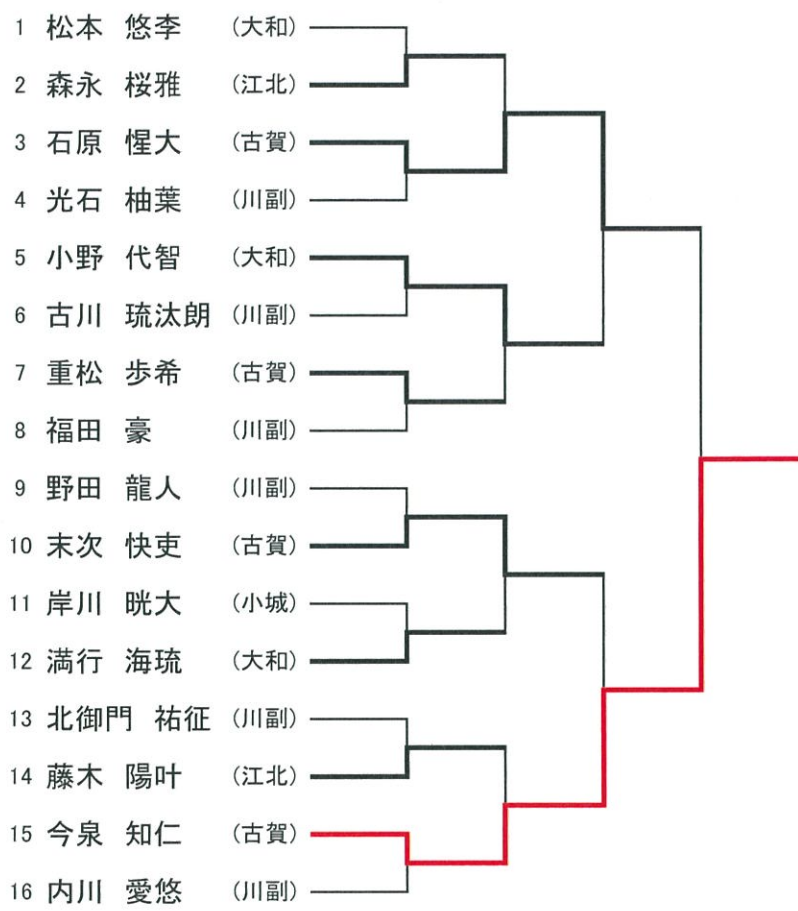 1 松本 悠李 (大和)
2 森永 桜雅 (江北)
3 石原 惺大 (古賀)
4 光石 柚葉 (川副)
5 小野 代智 (大和)
6 古川 琉汰朗 (川副)
7 重松 歩希 (古賀)
8 福田 豪 (川副)
9 野田 龍人 (川副)
10 末次 快吏 (古賀)
11 岸川 晄大 (小城)
12 満行 海琉 (大和)
13 北御門 祐征 (川副)
14 藤木 陽叶 (江北)
15 今泉 知仁 (古賀)
16 内川 愛悠 (川副)